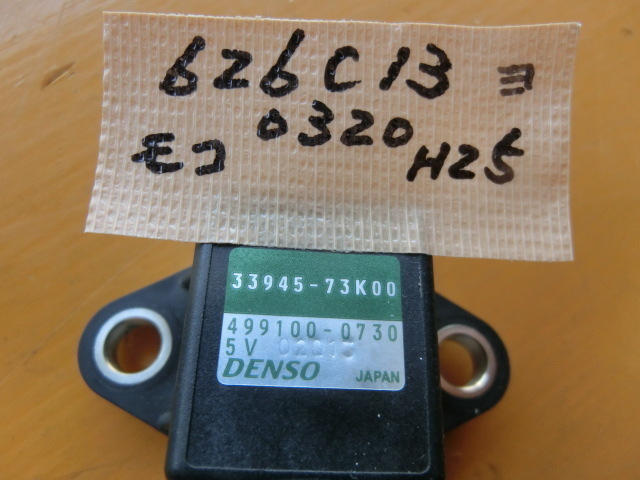 626C13 ヨ
モコ 0320 H25
33945-73K00
499100-0730
5V
DENSO JAPAN